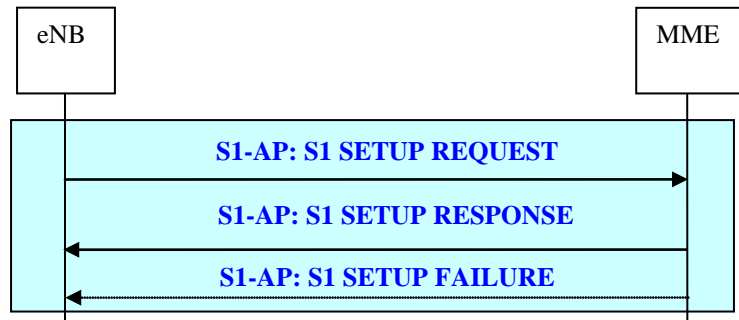 eNB
MME
S1-AP: S1 SETUP REQUEST
S1-AP: S1 SETUP RESPONSE
S1-AP: S1 SETUP FAILURE